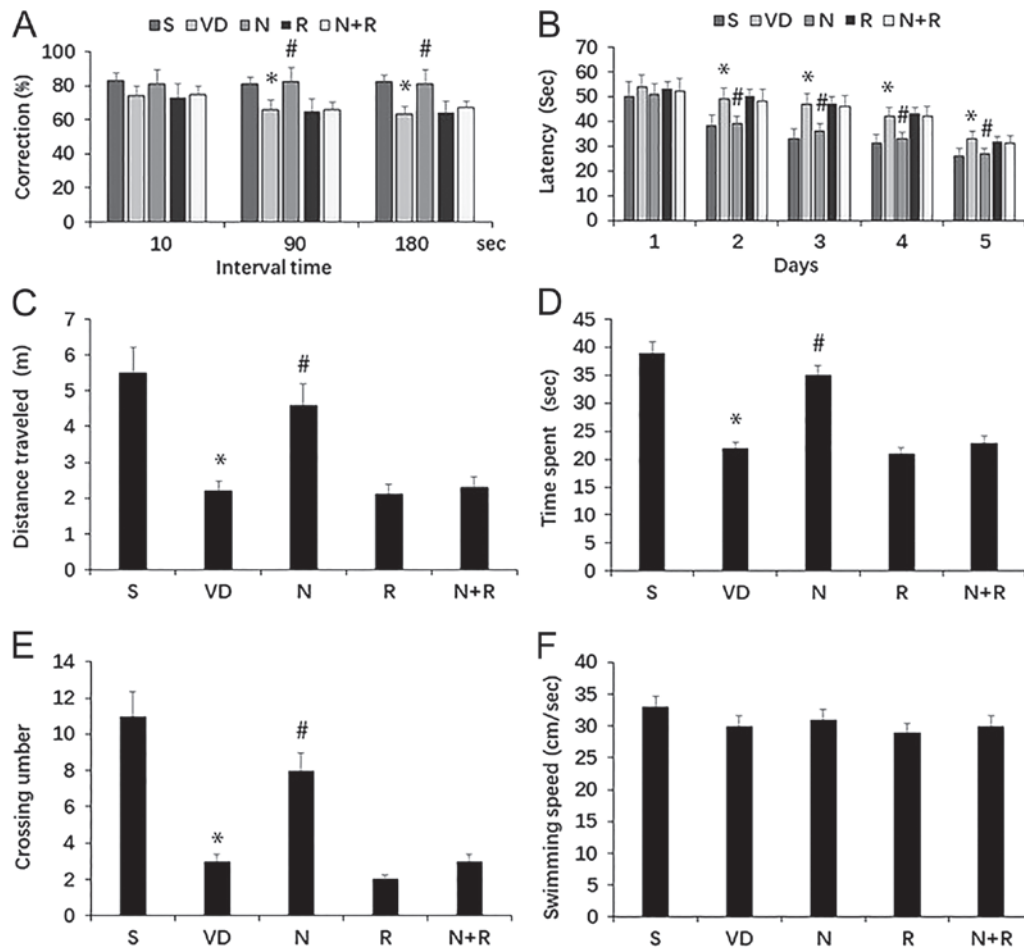 A
S VD N R N+R
Correction (%)
100
80
60
40
20
0
* # * #
10 90 180 sec
Interval time
B
S VD N R N+R
Latency (Sec)
70
60
50
40
30
20
10
0
* # * # * # * #
1 2 3 4 5
Days
C
Distance traveled (m)
7
6
5
4
3
2
1
0
* #
S VD N R N+R
D
Time spent (sec)
45
40
35
30
25
20
15
10
5
0
* #
S VD N R N+R
E
Crossing umber
14
12
10
8
6
4
2
0
* #
S VD N R N+R
F
Swimming speed (cm/sec)
40
35
30
25
20
15
10
5
0
S VD N R N+R